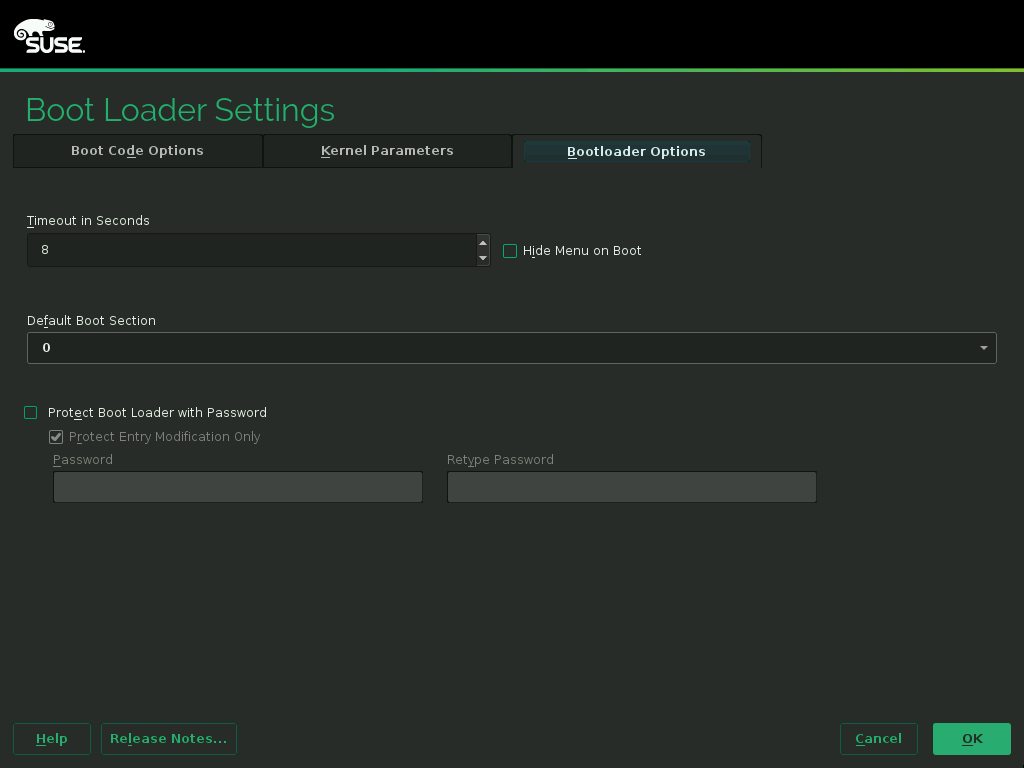 SUSE.
Boot Loader Settings
Boot Code Options
Kernel Parameters
Bootloader Options
Timeout in Seconds
8
Hide Menu on Boot
Default Boot Section
0
Protect Boot Loader with Password
Protect Entry Modification Only
Password
Retype Password
Help
Release Notes...
Cancel
OK